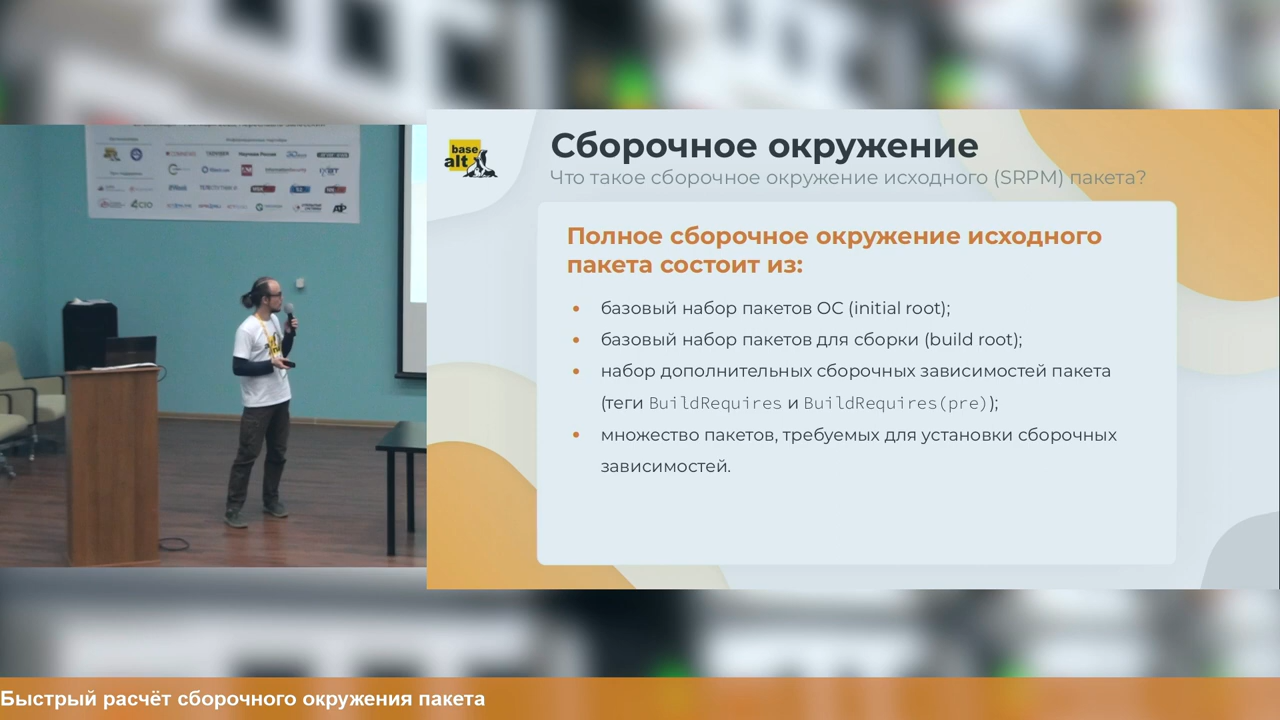 base
alt
Сборочное окружение
Что такое сборочное окружение исходного (SRPM) пакета?
Полное сборочное окружение исходного
пакета состоит из:
• базовый набор пакетов ОС (initial root);
• базовый набор пакетов для сборки (build root);
• набор дополнительных сборочных зависимостей пакета
(теги BuildRequires и BuildRequires(pre));
• множество пакетов, требуемых для установки сборочных
зависимостей.
Быстрый расчёт сборочного окружения пакета